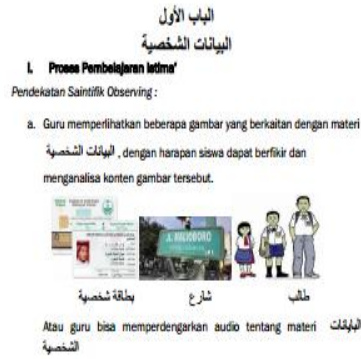 الباب الأول
البيانات الشخصية
I. Proses Pembelajaran Istima'
Pendekatan Saintifik Observing :
a. Guru memperlihatkan beberapa gambar yang berkaitan dengan materi
البيانات الشخصية , dengan harapan siswa dapat berfikir dan
menganalisa konten gambar tersebut.
JL. MALIOBORO
بطاقة شخصية
شارع
طالب
Atau guru bisa memperdengarkan audio tentang materi البيانات
الشخصية